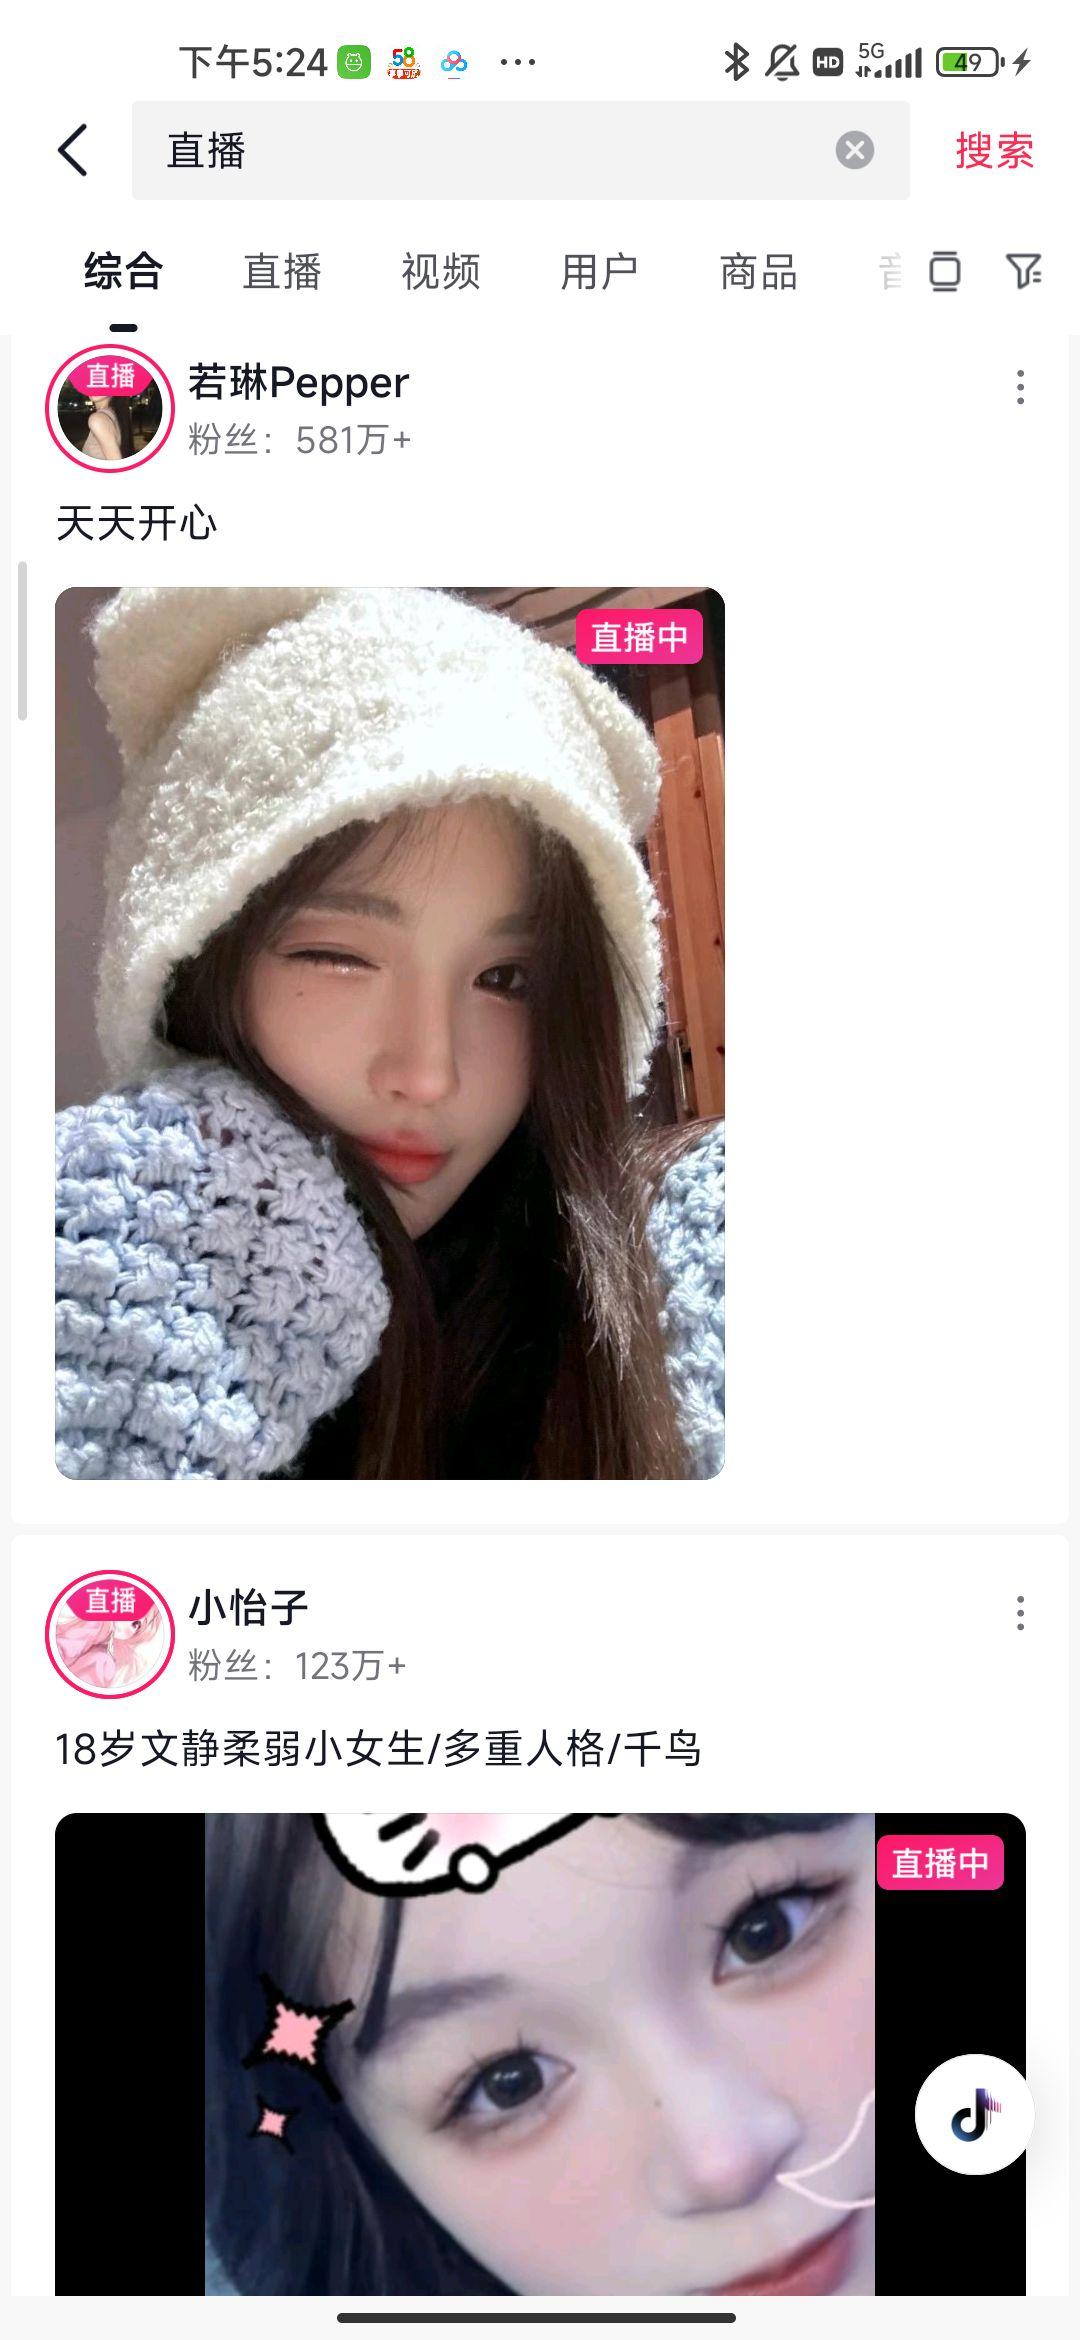 下午5:24 58 ... HD 5G 49
直播 搜索
综合 直播 视频 用户 商品
直播
若琳Pepper
粉丝：581万+
天天开心
直播中
直播
小怡子
粉丝：123万+
18岁文静柔弱小女生/多重人格/千鸟
直播中